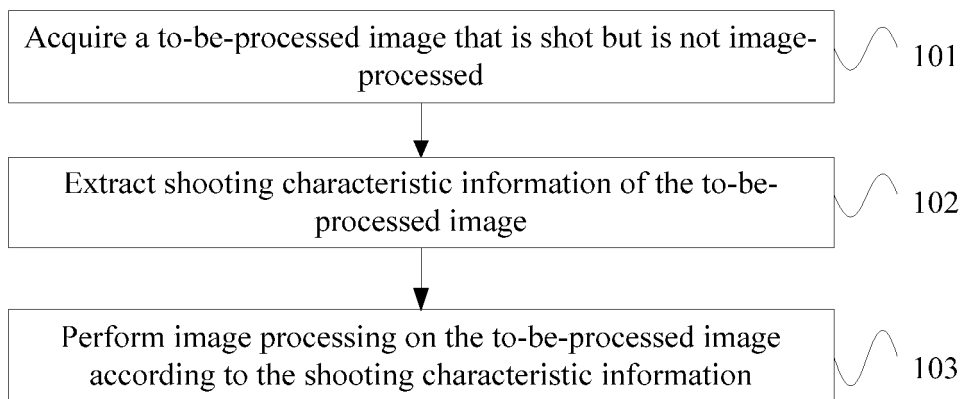 Acquire a to-be-processed image that is shot but is not image-
processed
101
Extract shooting characteristic information of the to-be-
processed image
102
Perform image processing on the to-be-processed image
according to the shooting characteristic information
103